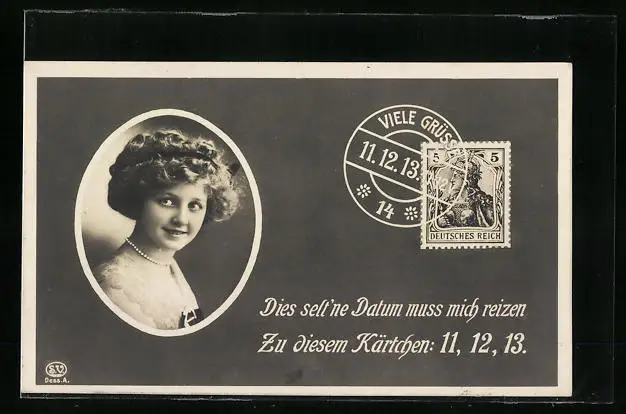 VIELE GRÜSS
11.12.13.
12
14
5 5
DEUTSCHES REICH
Dies selt'ne Datum muss mich reizen
Zu diesem Kärtchen: 11, 12, 13.
Dess. A.